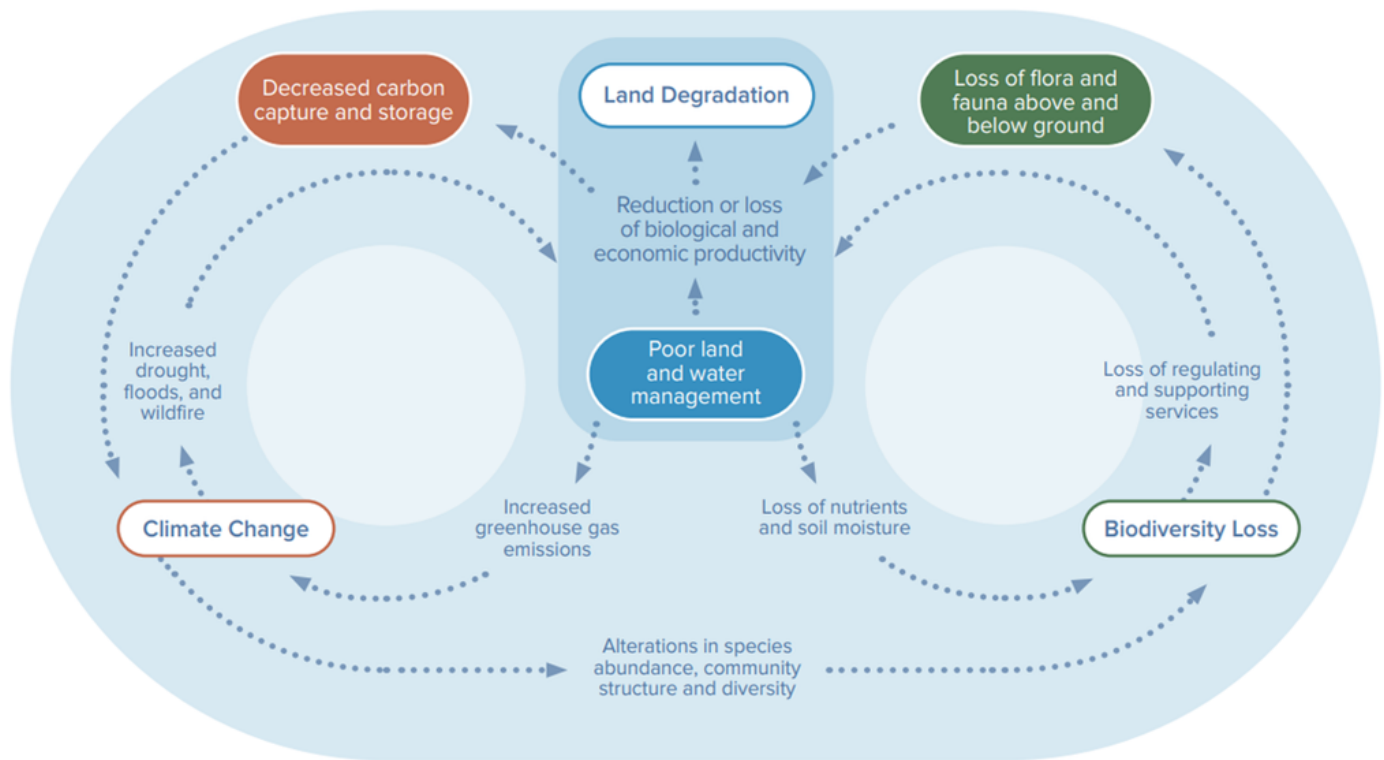 Decreased carbon
capture and storage
Land Degradation
Loss of flora and
fauna above and
below ground
Reduction or loss
of biological and
economic productivity
Increased
drought,
floods, and
wildfire
Poor land
and water
management
Loss of regulating
and supporting
services
Climate Change
Increased
greenhouse gas
emissions
Loss of nutrients
and soil moisture
Biodiversity Loss
Alterations in species
abundance, community
structure and diversity